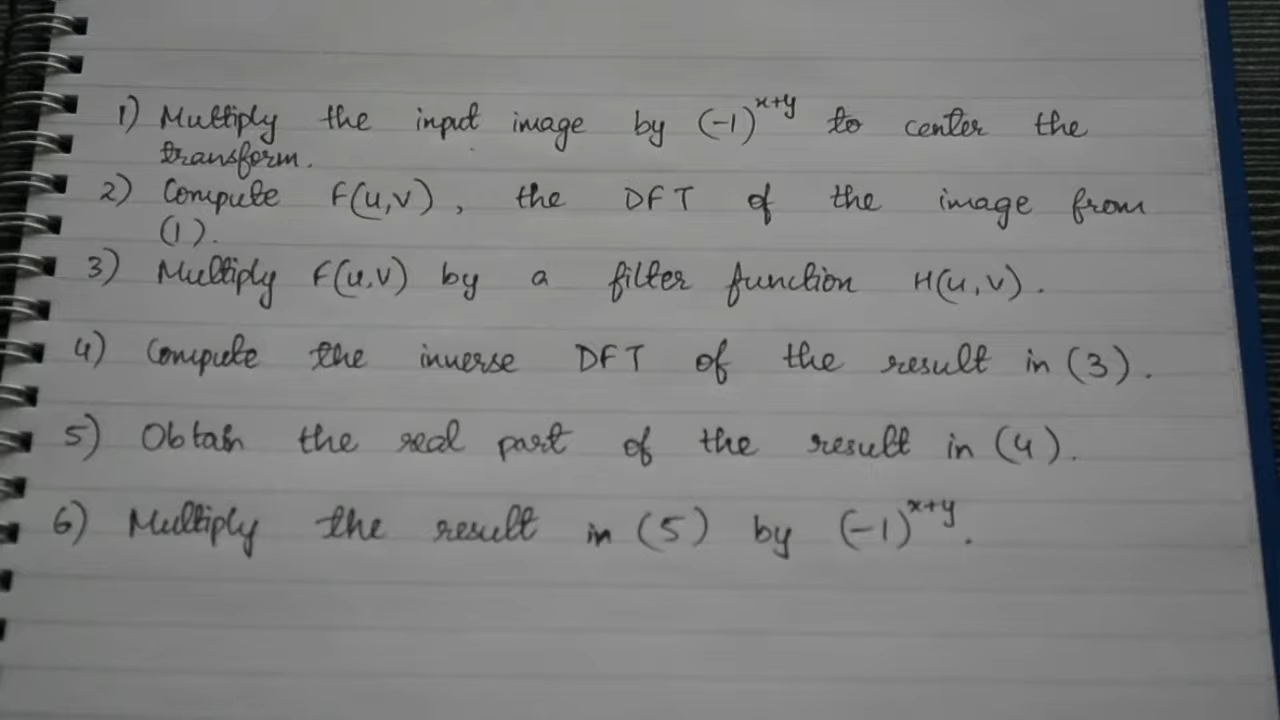 1) Multiply the input image by (-1)^x+y to center the
transform.
2) Compute F(u,v), the DFT of the image from
(1).
3) Multiply F(u,v) by a filter function H(u,v).
4) Compute the inverse DFT of the result in (3).
5) Obtain the real part of the result in (4).
6) Multiply the result in (5) by (-1)^x+y.